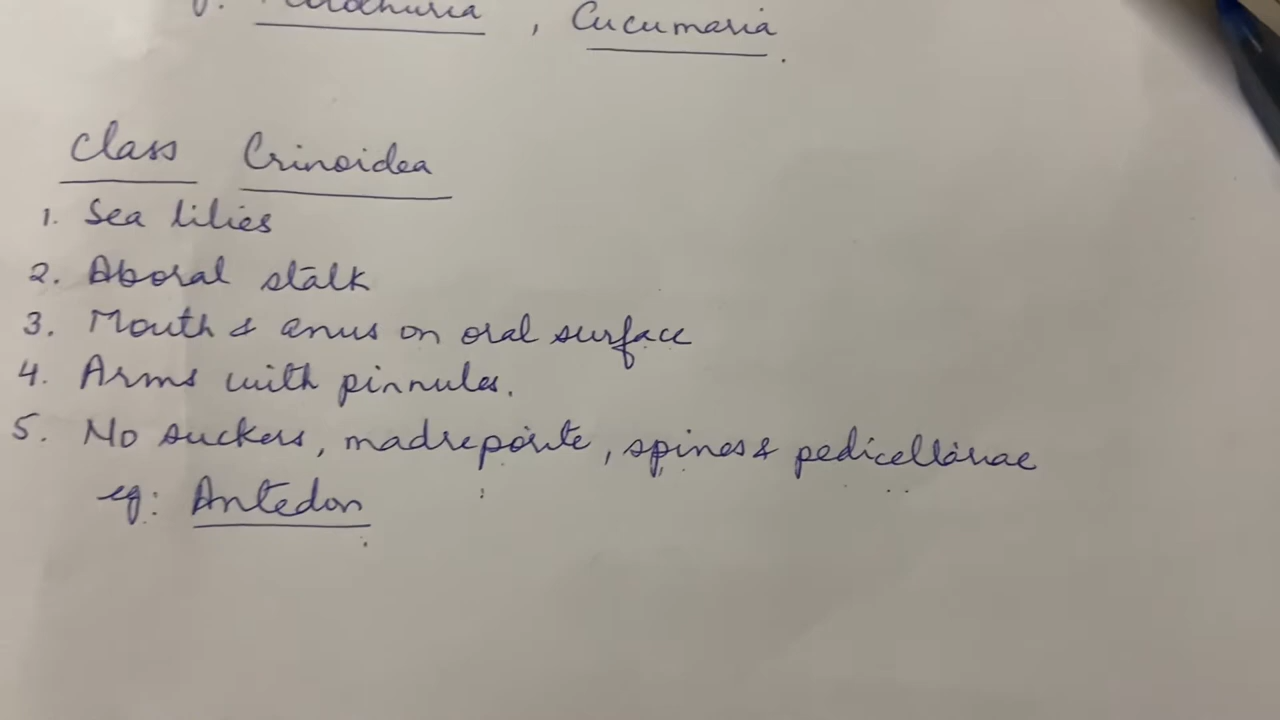 , Cucumaria.
Class Crinoidea
1. Sea lilies
2. Aboral stalk
3. Mouth & anus on oral surface
4. Arms with pinnules.
5. No suckers, madreporite, spines & pedicellariae
eg: Antedon.